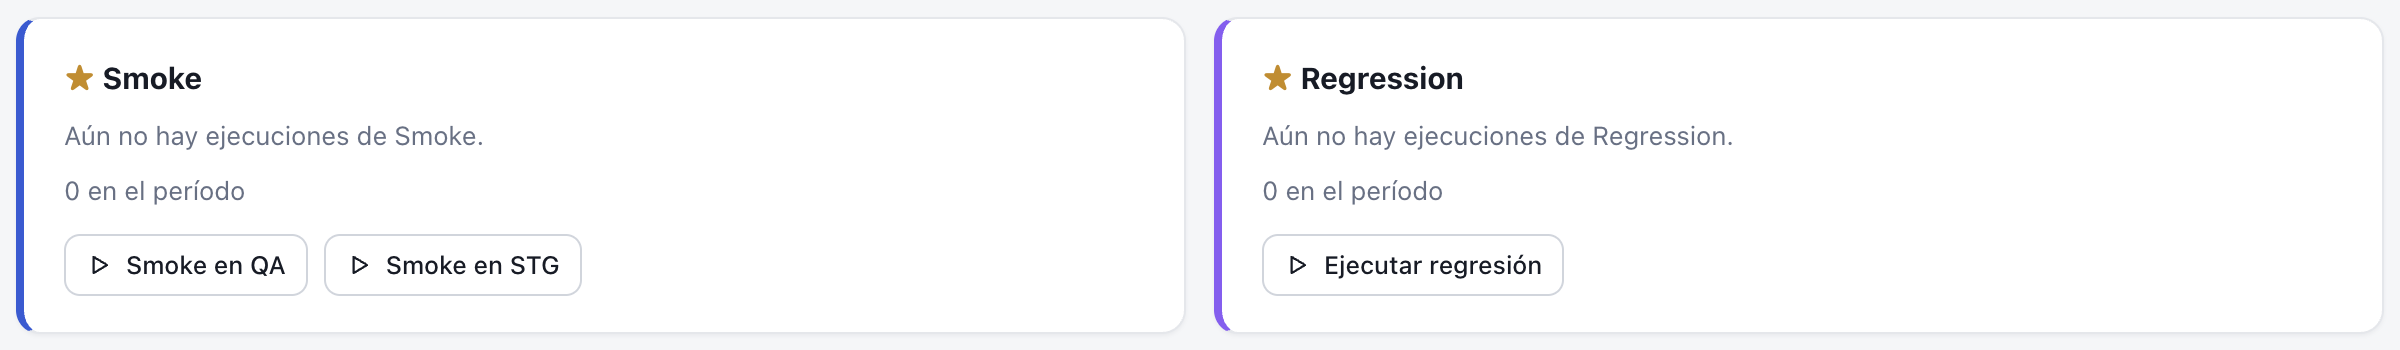 Smoke
Aún no hay ejecuciones de Smoke.
0 en el período
Smoke en QA
Smoke en STG
Regression
Aún no hay ejecuciones de Regression.
0 en el período
Ejecutar regresión